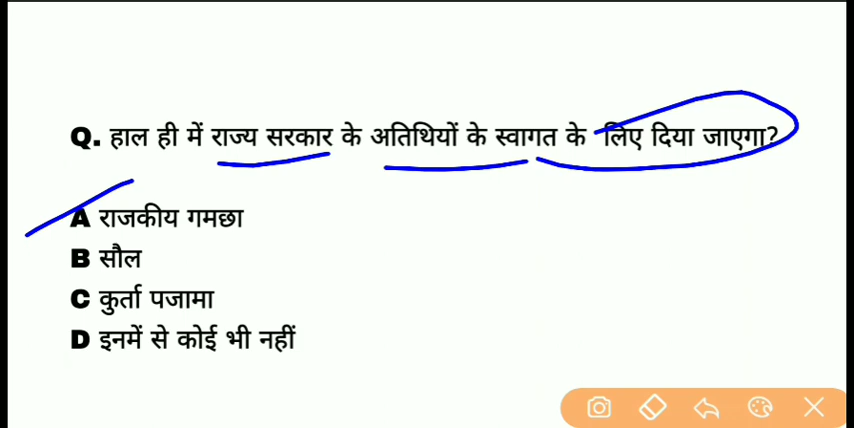 Q. हाल ही में राज्य सरकार के अतिथियों के स्वागत के लिए दिया जाएगा?
A राजकीय गमछा
B सौल
C कुर्ता पजामा
D इनमें से कोई भी नहीं